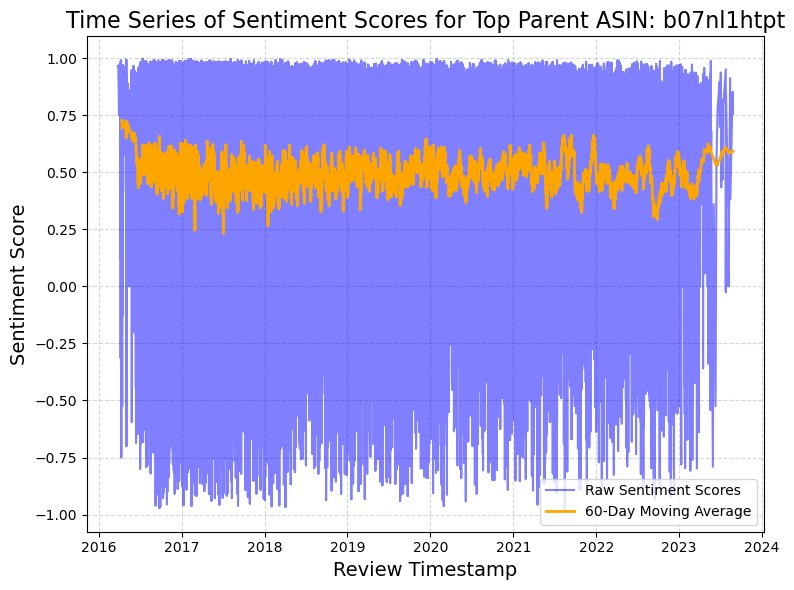 Time Series of Sentiment Scores for Top Parent ASIN: b07nl1htpt
Sentiment Score
1.00
0.75
0.50
0.25
0.00
−0.25
−0.50
−0.75
−1.00
Raw Sentiment Scores
60-Day Moving Average
2016 2017 2018 2019 2020 2021 2022 2023 2024
Review Timestamp